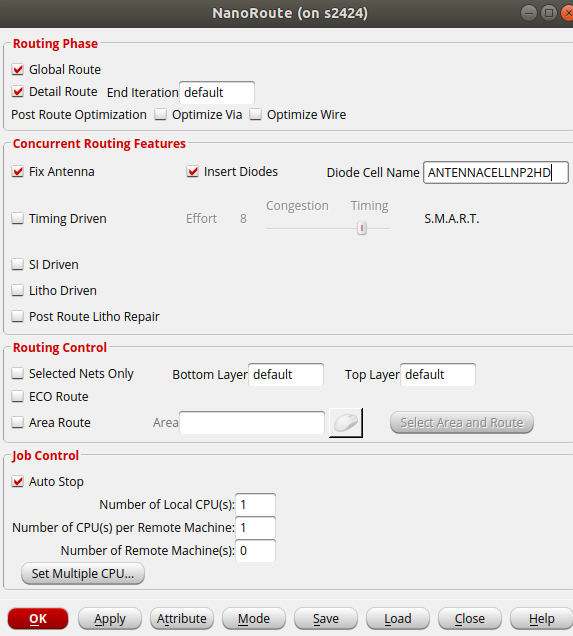 NanoRoute (on s2424)
Routing Phase
Global Route
Detail Route End Iteration default
Post Route Optimization Optimize Via Optimize Wire
Concurrent Routing Features
Fix Antenna Insert Diodes Diode Cell Name ANTENNACELLNP2HD
Congestion Timing
Timing Driven Effort 8 S.M.A.R.T.
SI Driven
Litho Driven
Post Route Litho Repair
Routing Control
Selected Nets Only Bottom Layer default Top Layer default
ECO Route
Area Route Area Select Area and Route
Job Control
Auto Stop
Number of Local CPU(s): 1
Number of CPU(s) per Remote Machine: 1
Number of Remote Machine(s): 0
Set Multiple CPU...
OK Apply Attribute Mode Save Load Close Help